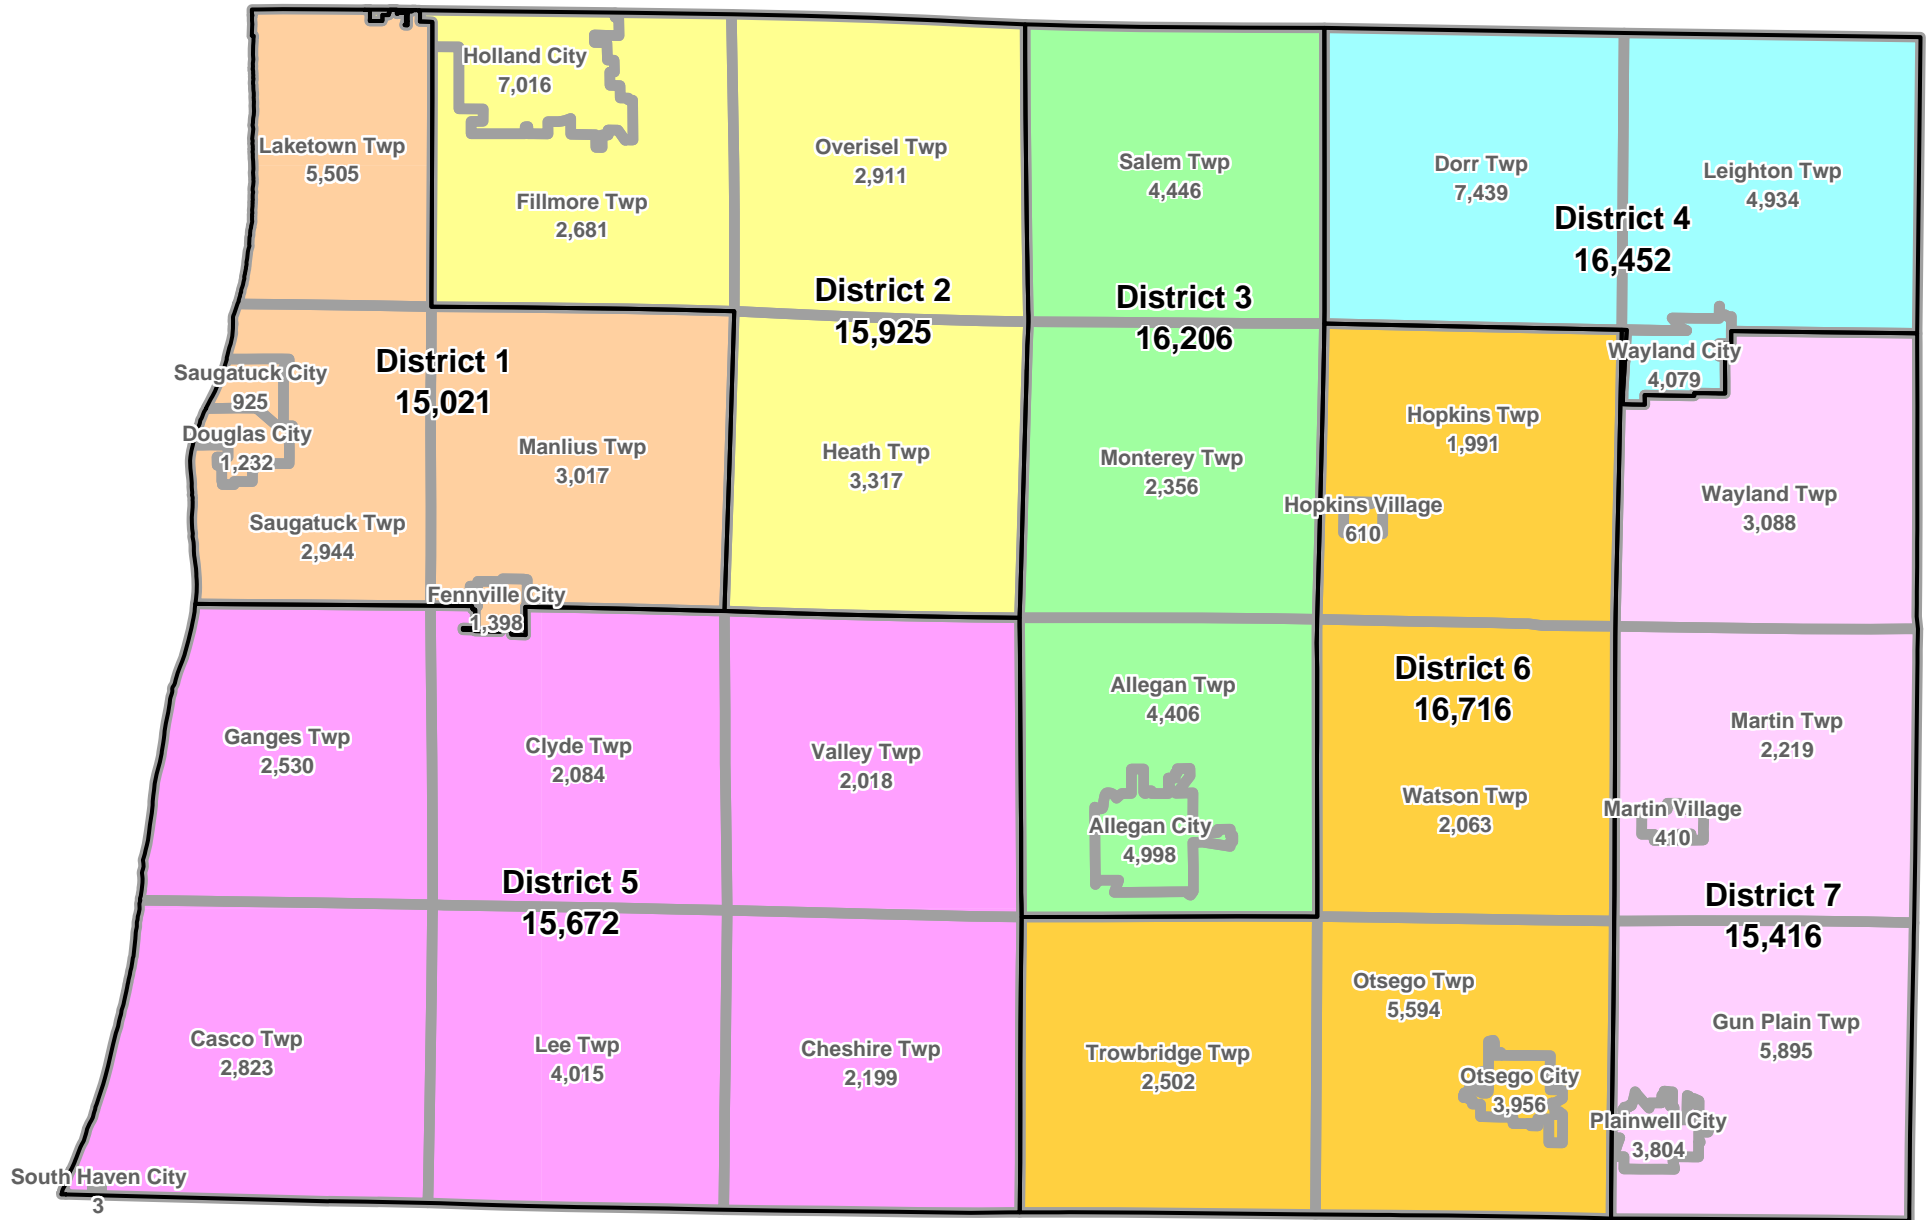 Holland City
7,016
Laketown Twp
5,505
Fillmore Twp
2,681
Overisel Twp
2,911
Salem Twp
4,446
Dorr Twp
7,439
Leighton Twp
4,934
District 4
16,452
District 2
15,925
District 3
16,206
District 1
15,021
Saugatuck City
925
Douglas City
1,232
Saugatuck Twp
2,944
Manlius Twp
3,017
Heath Twp
3,317
Monterey Twp
2,356
Hopkins Twp
1,991
Hopkins Village
610
Wayland City
4,079
Wayland Twp
3,088
Fennville City
1,398
Ganges Twp
2,530
Clyde Twp
2,084
Valley Twp
2,018
Allegan Twp
4,406
Allegan City
4,998
District 6
16,716
Watson Twp
2,063
Martin Twp
2,219
Martin Village
410
District 5
15,672
District 7
15,416
Casco Twp
2,823
Lee Twp
4,015
Cheshire Twp
2,199
Trowbridge Twp
2,502
Otsego Twp
5,594
Otsego City
3,956
Gun Plain Twp
5,895
Plainwell City
3,804
South Haven City
3